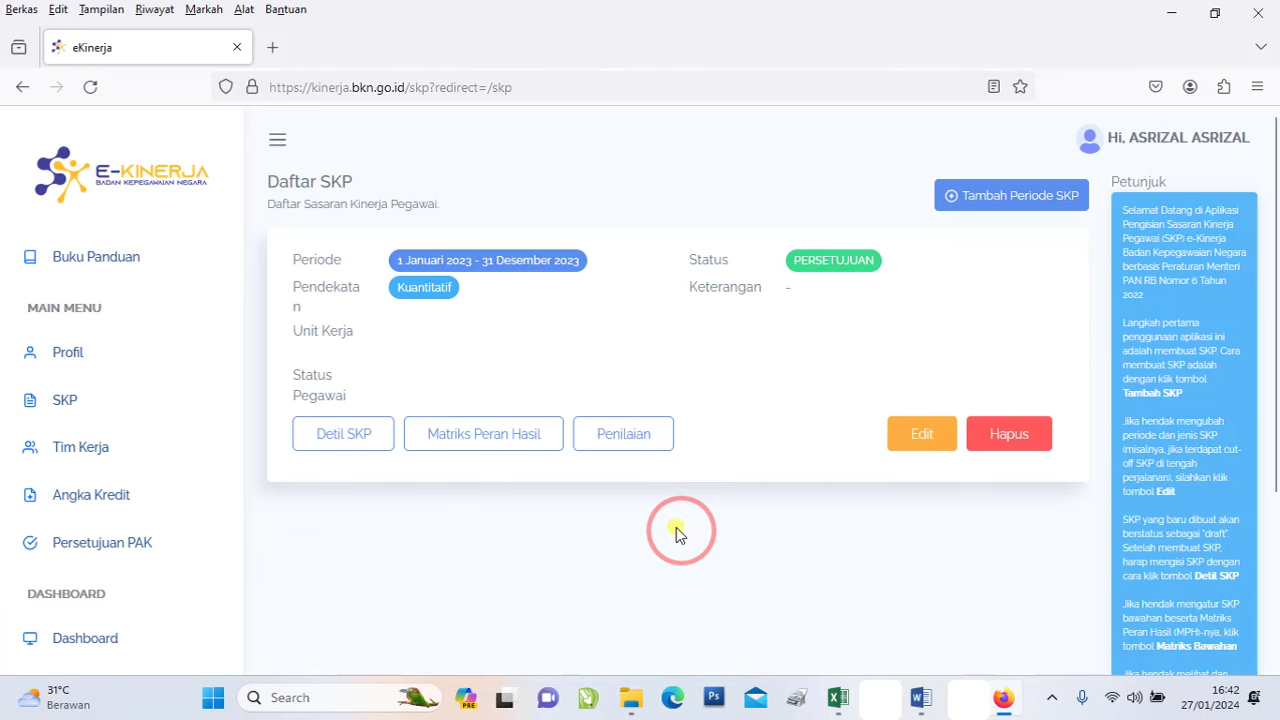 Berkas Edit Tampilan Riwayat Markah Alat Bantuan
eKinerja
https://kinerja.bkn.go.id/skp?redirect=/skp
E-KINERJA
BADAN KEPEGAWAIAN NEGARA
Buku Panduan
MAIN MENU
Profil
SKP
Tim Kerja
Angka Kredit
Persetujuan PAK
DASHBOARD
Dashboard
Hi, ASRIZAL ASRIZAL
Daftar SKP
Daftar Sasaran Kinerja Pegawai.
Tambah Periode SKP
Periode 1 Januari 2023 - 31 Desember 2023
Pendekata
n
Kuantitatif
Unit Kerja
Status
Pegawai
Status PERSETUJUAN
Keterangan -
Detil SKP Matriks Peran Hasil Penilaian Edit Hapus
Petunjuk
Selamat Datang di Aplikasi
Pengisian Sasaran Kinerja
Pegawai (SKP) e-Kinerja
Badan Kepegawaian Negara
berbasis Peraturan Menteri
PAN RB Nomor 6 Tahun
2022
Langkah pertama
penggunaan aplikasi ini
adalah membuat SKP. Cara
membuat SKP adalah
dengan klik tombol
Tambah SKP
Jika hendak mengubah
periode dan jenis SKP
(misalnya, jika terdapat cut-
off SKP di tengah
perjalanan), silahkan klik
tombol Edit
SKP yang baru dibuat akan
berstatus sebagai "draft".
Setelah membuat SKP,
harap mengisi SKP dengan
cara klik tombol Detil SKP
Jika hendak mengatur SKP
bawahan beserta Matriks
Peran Hasil (MPH)-nya, klik
tombol Matriks Bawahan
Jika hendak melihat dan
31°C
Berawan
Search
PRE
16:42
27/01/2024